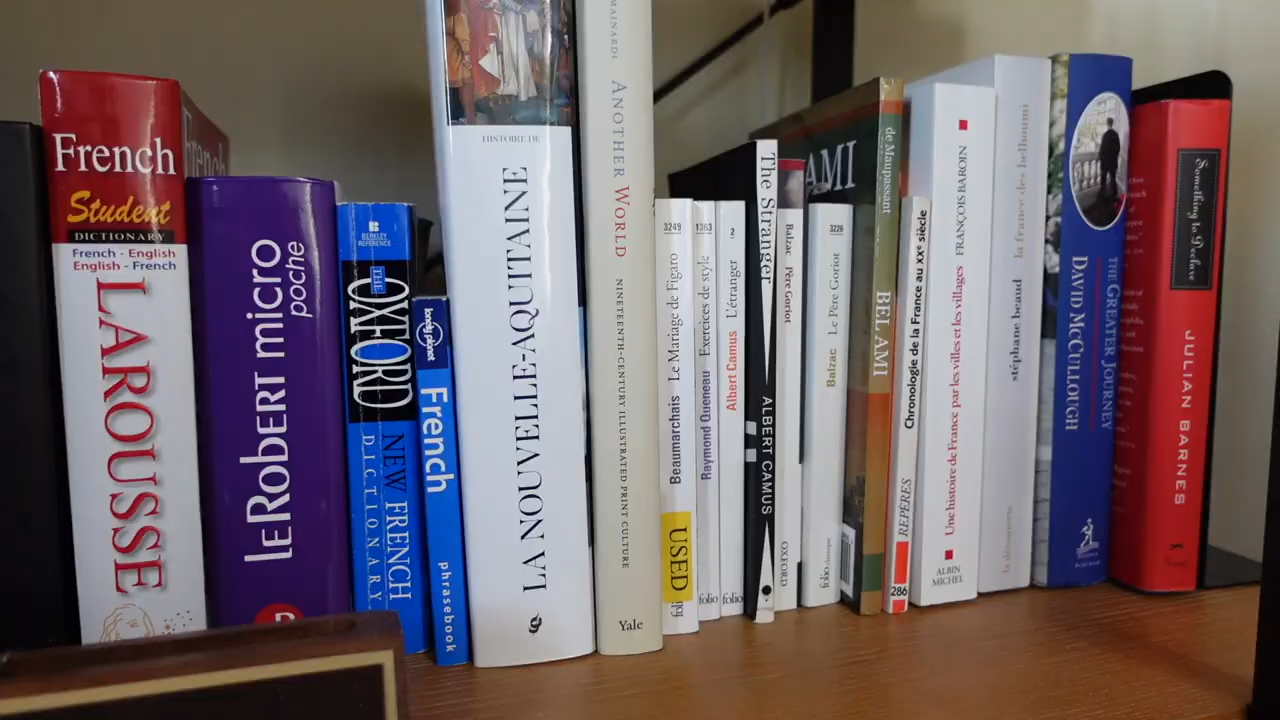 French
Student
DICTIONARY
French - English
English - French
LAROUSSE
French
le Robert micro
poche
BERKLEY
REFERENCE
THE
OXFORD
NEW FRENCH
DICTIONARY
lonely planet
French
phrasebook
HISTOIRE DE
LA NOUVELLE-AQUITAINE
MAINARDI
ANOTHER WORLD
NINETEENTH-CENTURY ILLUSTRATED PRINT CULTURE
Yale
3249
Beaumarchais Le Mariage de Figaro
USED
1363
Raymond Queneau Exercices de style
folio
2
Albert Camus L'étranger
folio
The Stranger
ALBERT CAMUS
Balzac Père Goriot
OXFORD
3226
Balzac Le Père Goriot
folio classique
AMI
de Maupassant
BEL AMI
Chronologie de la France au XXe siècle
REPÈRES
286
Une histoire de France par les villes et les villages FRANÇOIS BAROIN
ALBIN
MICHEL
stéphane beaud la france des belhoumi
la découverte
THE GREATER JOURNEY
DAVID McCULLOUGH
Something to Declare
JULIAN BARNES